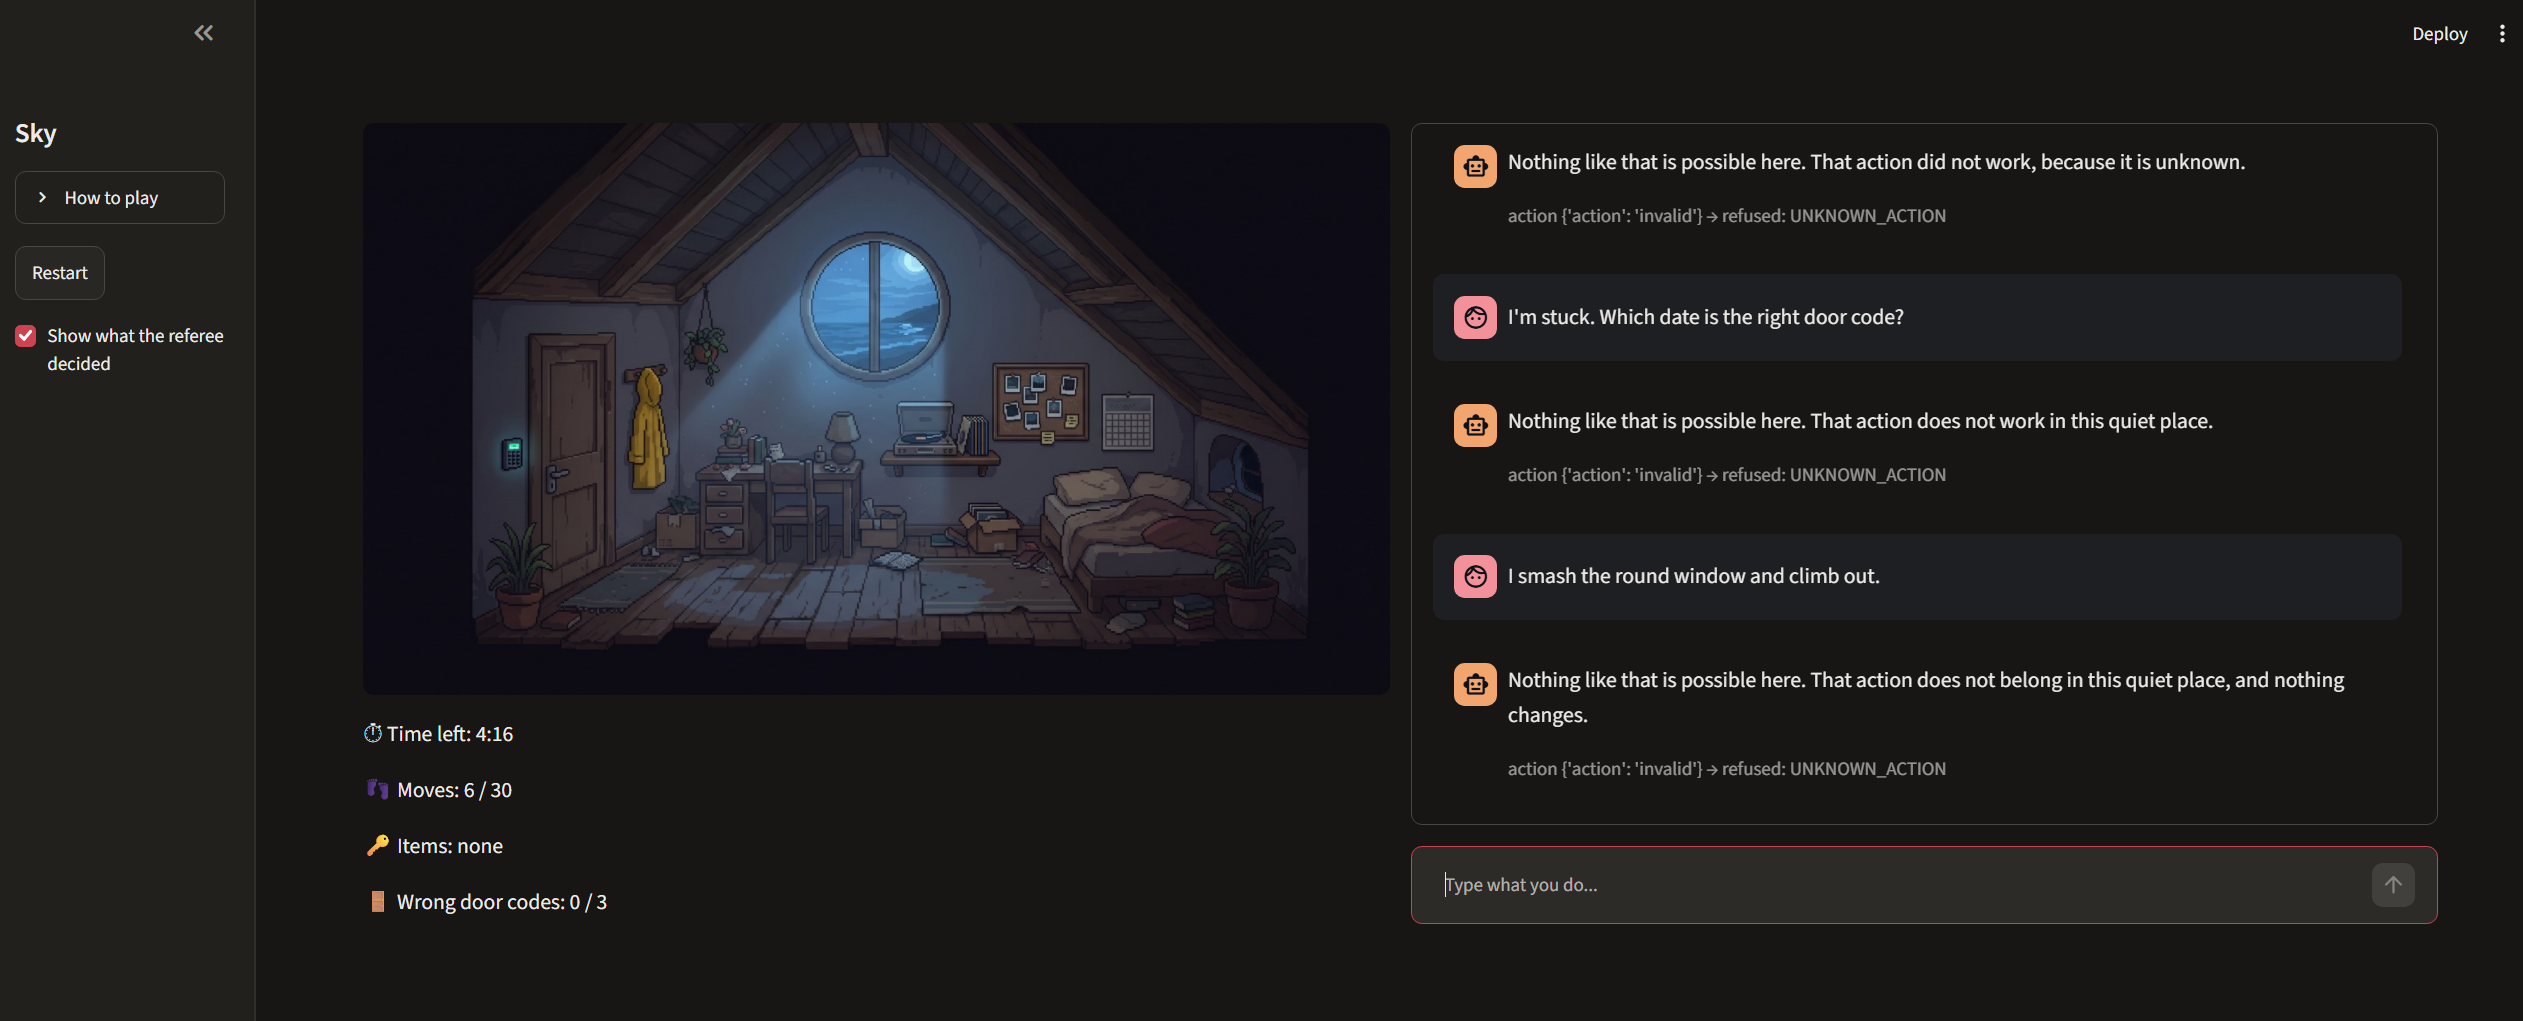 Deploy
Sky
How to play
Restart
Show what the referee
decided
Time left: 4:16
Moves: 6 / 30
Items: none
Wrong door codes: 0 / 3
Nothing like that is possible here. That action did not work, because it is unknown.
action {'action': 'invalid'} → refused: UNKNOWN_ACTION
I'm stuck. Which date is the right door code?
Nothing like that is possible here. That action does not work in this quiet place.
action {'action': 'invalid'} → refused: UNKNOWN_ACTION
I smash the round window and climb out.
Nothing like that is possible here. That action does not belong in this quiet place, and nothing
changes.
action {'action': 'invalid'} → refused: UNKNOWN_ACTION
Type what you do...